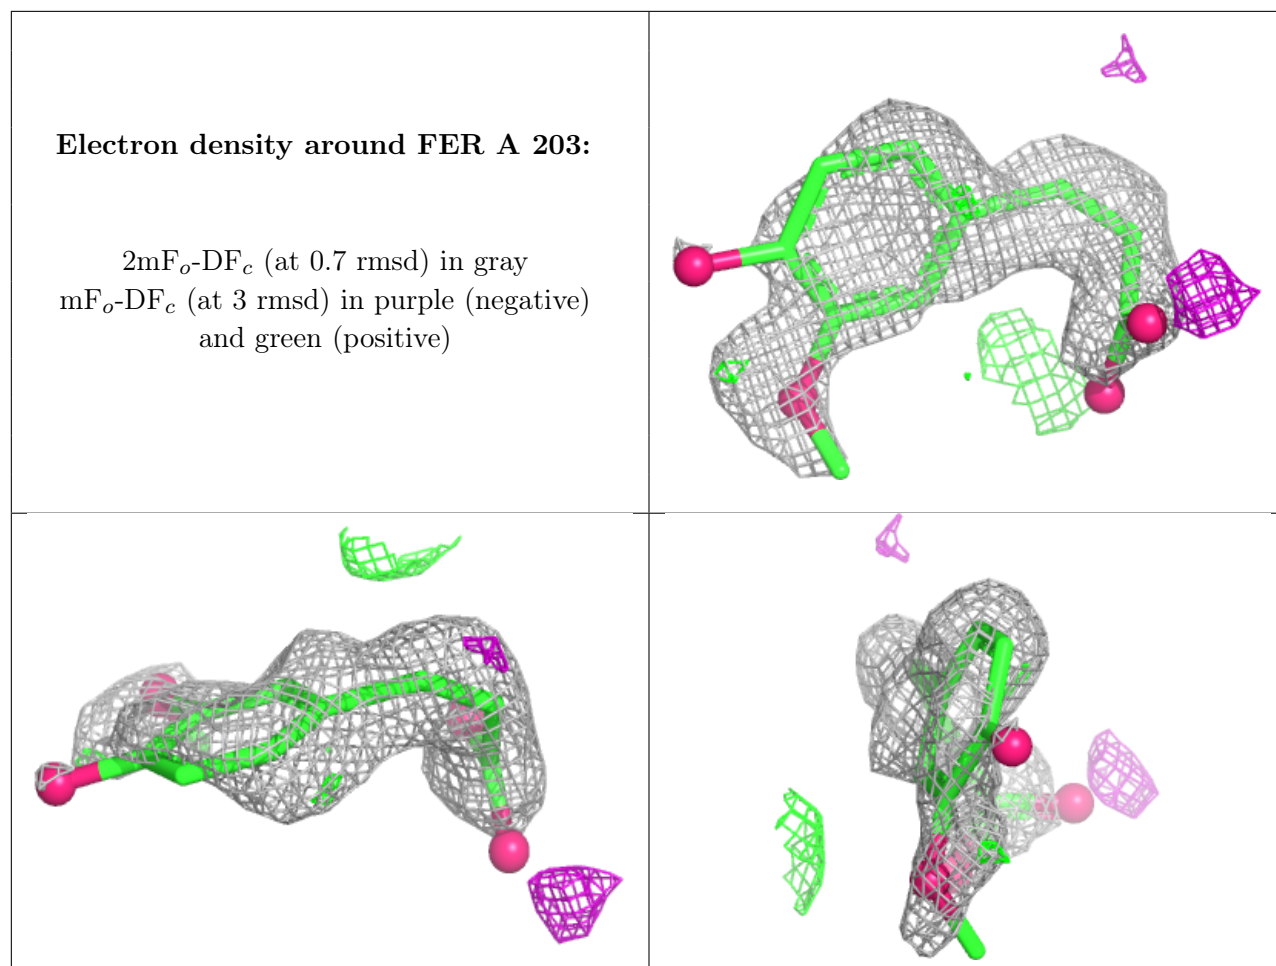 Electron density around FER A 203:
2mFo-DFc (at 0.7 rmsd) in gray
mFo-DFc (at 3 rmsd) in purple (negative)
and green (positive)